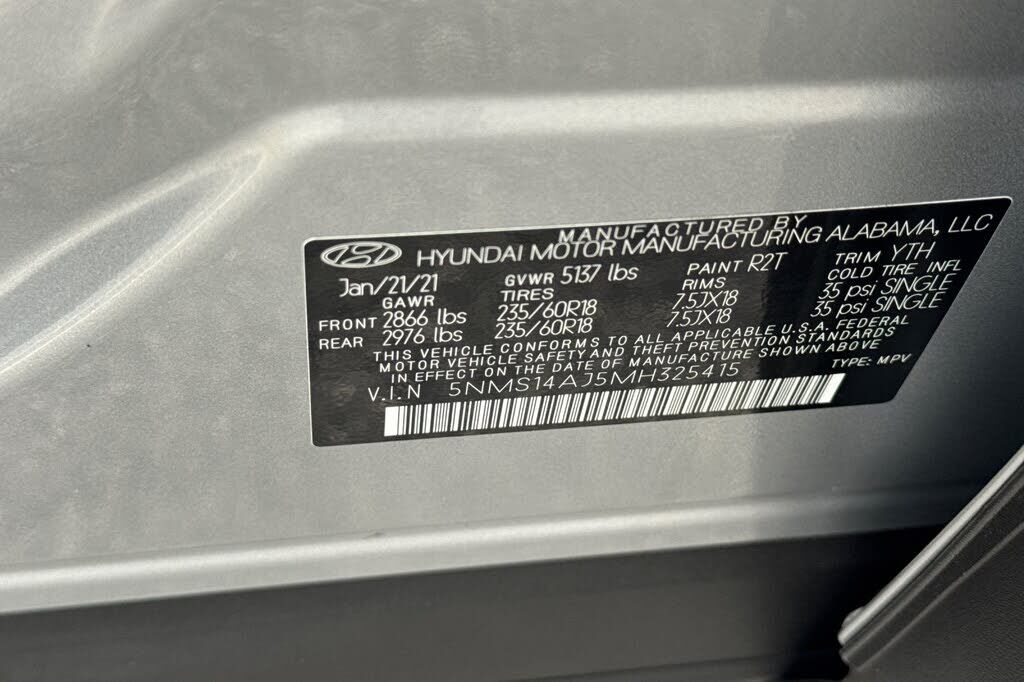 MANUFACTURED BY
HYUNDAI MOTOR MANUFACTURING ALABAMA, LLC
Jan/21/21 GVWR 5137 lbs PAINT R2T TRIM YTH
GAWR TIRES RIMS COLD TIRE INFL
FRONT 2866 lbs 235/60R18 7.5JX18 35 psi SINGLE
REAR 2976 lbs 235/60R18 7.5JX18 35 psi SINGLE
THIS VEHICLE CONFORMS TO ALL APPLICABLE U.S.A. FEDERAL
MOTOR VEHICLE SAFETY AND THEFT PREVENTION STANDARDS
IN EFFECT ON THE DATE OF MANUFACTURE SHOWN ABOVE
V.I.N 5NMS14AJ5MH325415 TYPE: MPV